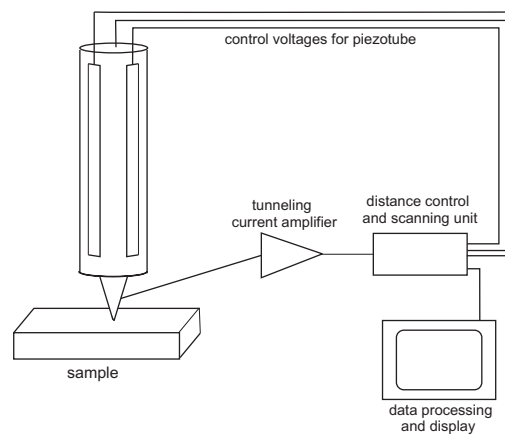 control voltages for piezotube
tunneling
current amplifier
distance control
and scanning unit
sample
data processing
and display